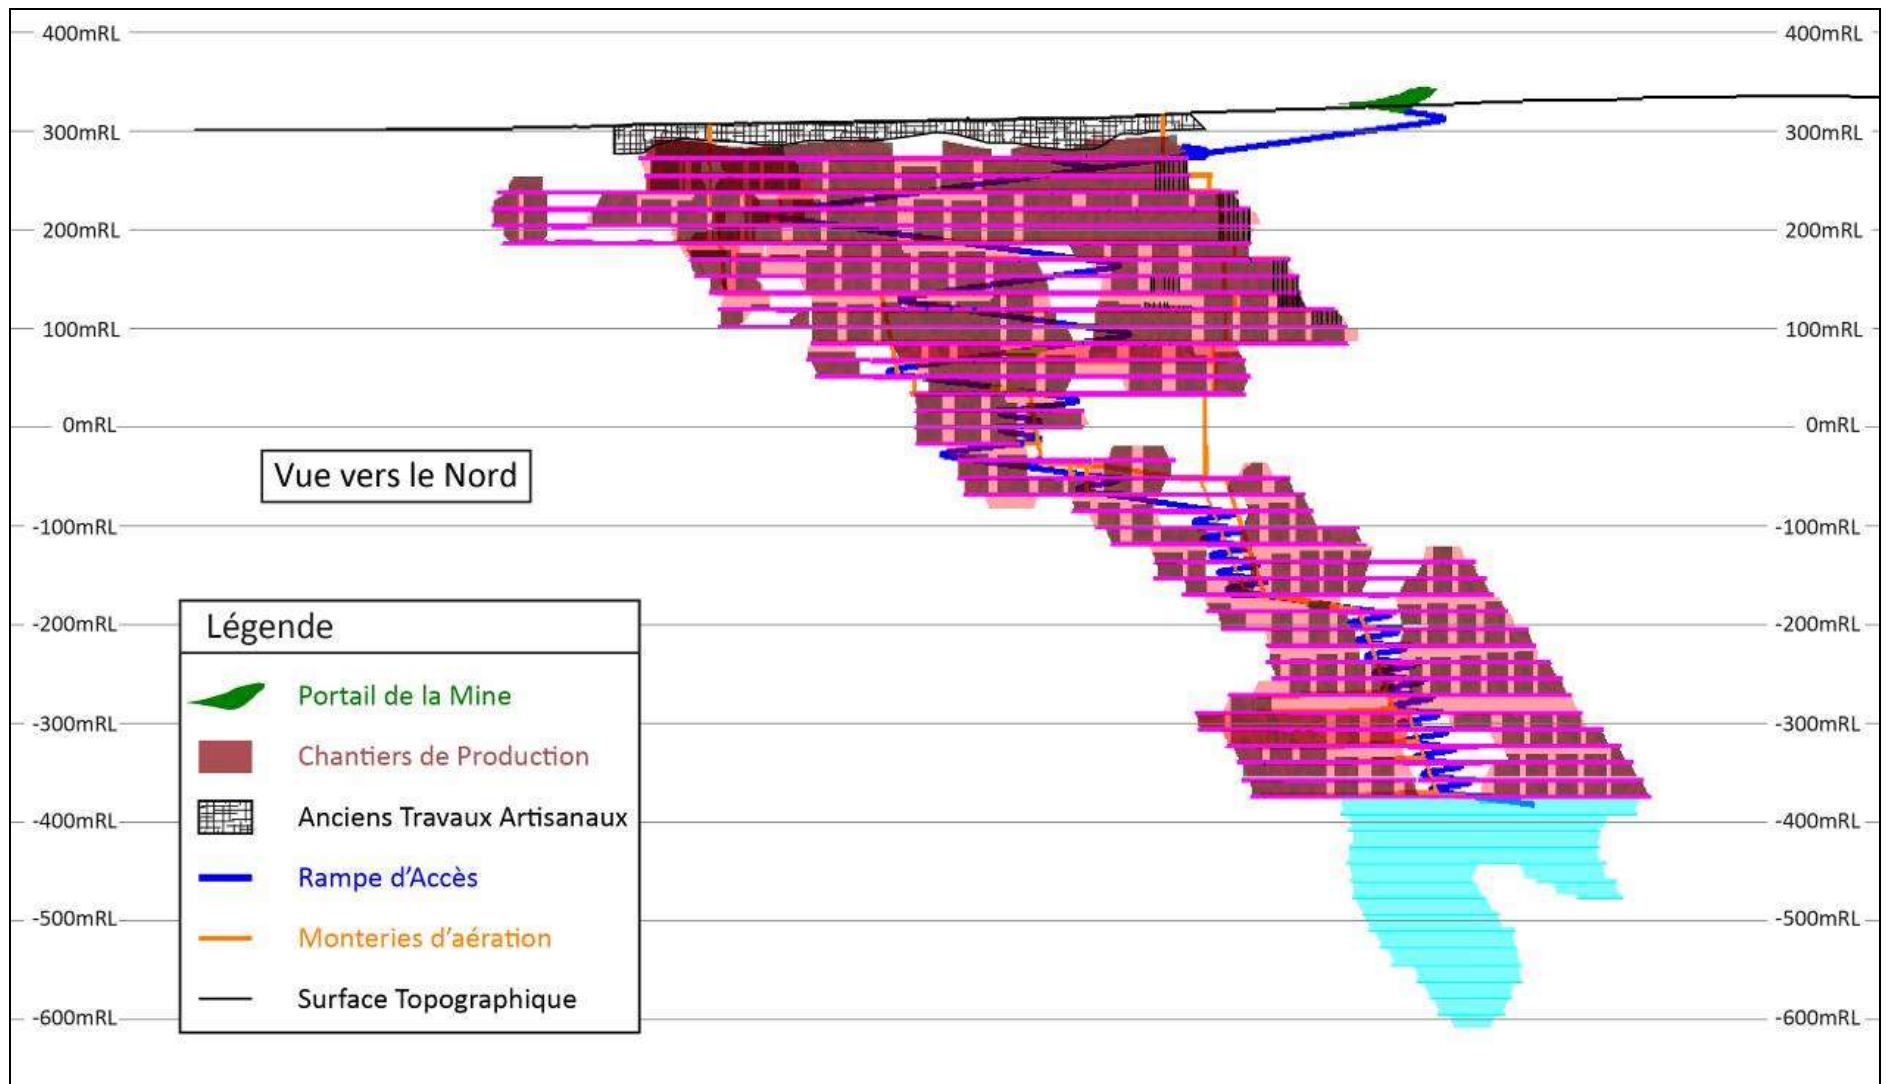 400mRL 400mRL
300mRL 300mRL
200mRL 200mRL
100mRL 100mRL
0mRL 0mRL
Vue vers le Nord
-100mRL -100mRL
-200mRL -200mRL
Légende
Portail de la Mine
-300mRL -300mRL
Chantiers de Production
Anciens Travaux Artisanaux
-400mRL -400mRL
Rampe d'Accès
-500mRL -500mRL
Monteries d'aération
Surface Topographique
-600mRL -600mRL